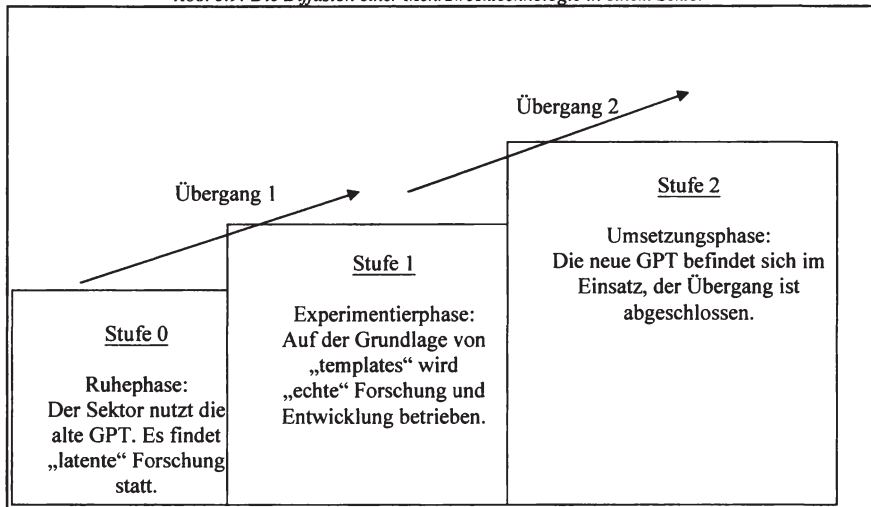 Übergang 2
Übergang 1
Stufe 0
Ruhephase:
Der Sektor nutzt die
alte GPT. Es findet
„latente“ Forschung
statt.
Stufe 1
Experimentierphase:
Auf der Grundlage von
„templates“ wird
„echte“ Forschung und
Entwicklung betrieben.
Stufe 2
Umsetzungsphase:
Die neue GPT befindet sich im
Einsatz, der Übergang ist
abgeschlossen.